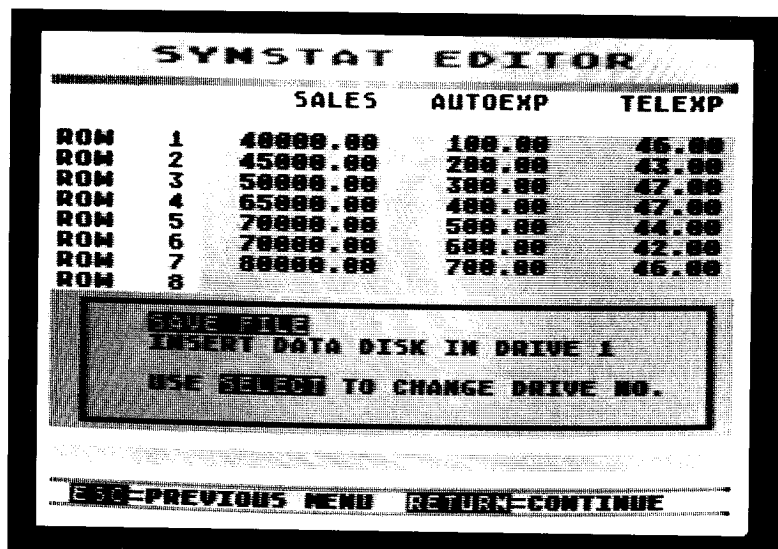 SYNSTAT EDITOR
SALES AUTOEXP TELEXP
ROW 1 40000.00 100.00 46.00
ROW 2 45000.00 200.00 43.00
ROW 3 50000.00 300.00 47.00
ROW 4 65000.00 400.00 47.00
ROW 5 70000.00 500.00 44.00
ROW 6 70000.00 600.00 42.00
ROW 7 80000.00 700.00 46.00
ROW 8
SAVE FILE
INSERT DATA DISK IN DRIVE 1
USE SELECT TO CHANGE DRIVE NO.
ESC=PREVIOUS MENU RETURN=CONTINUE